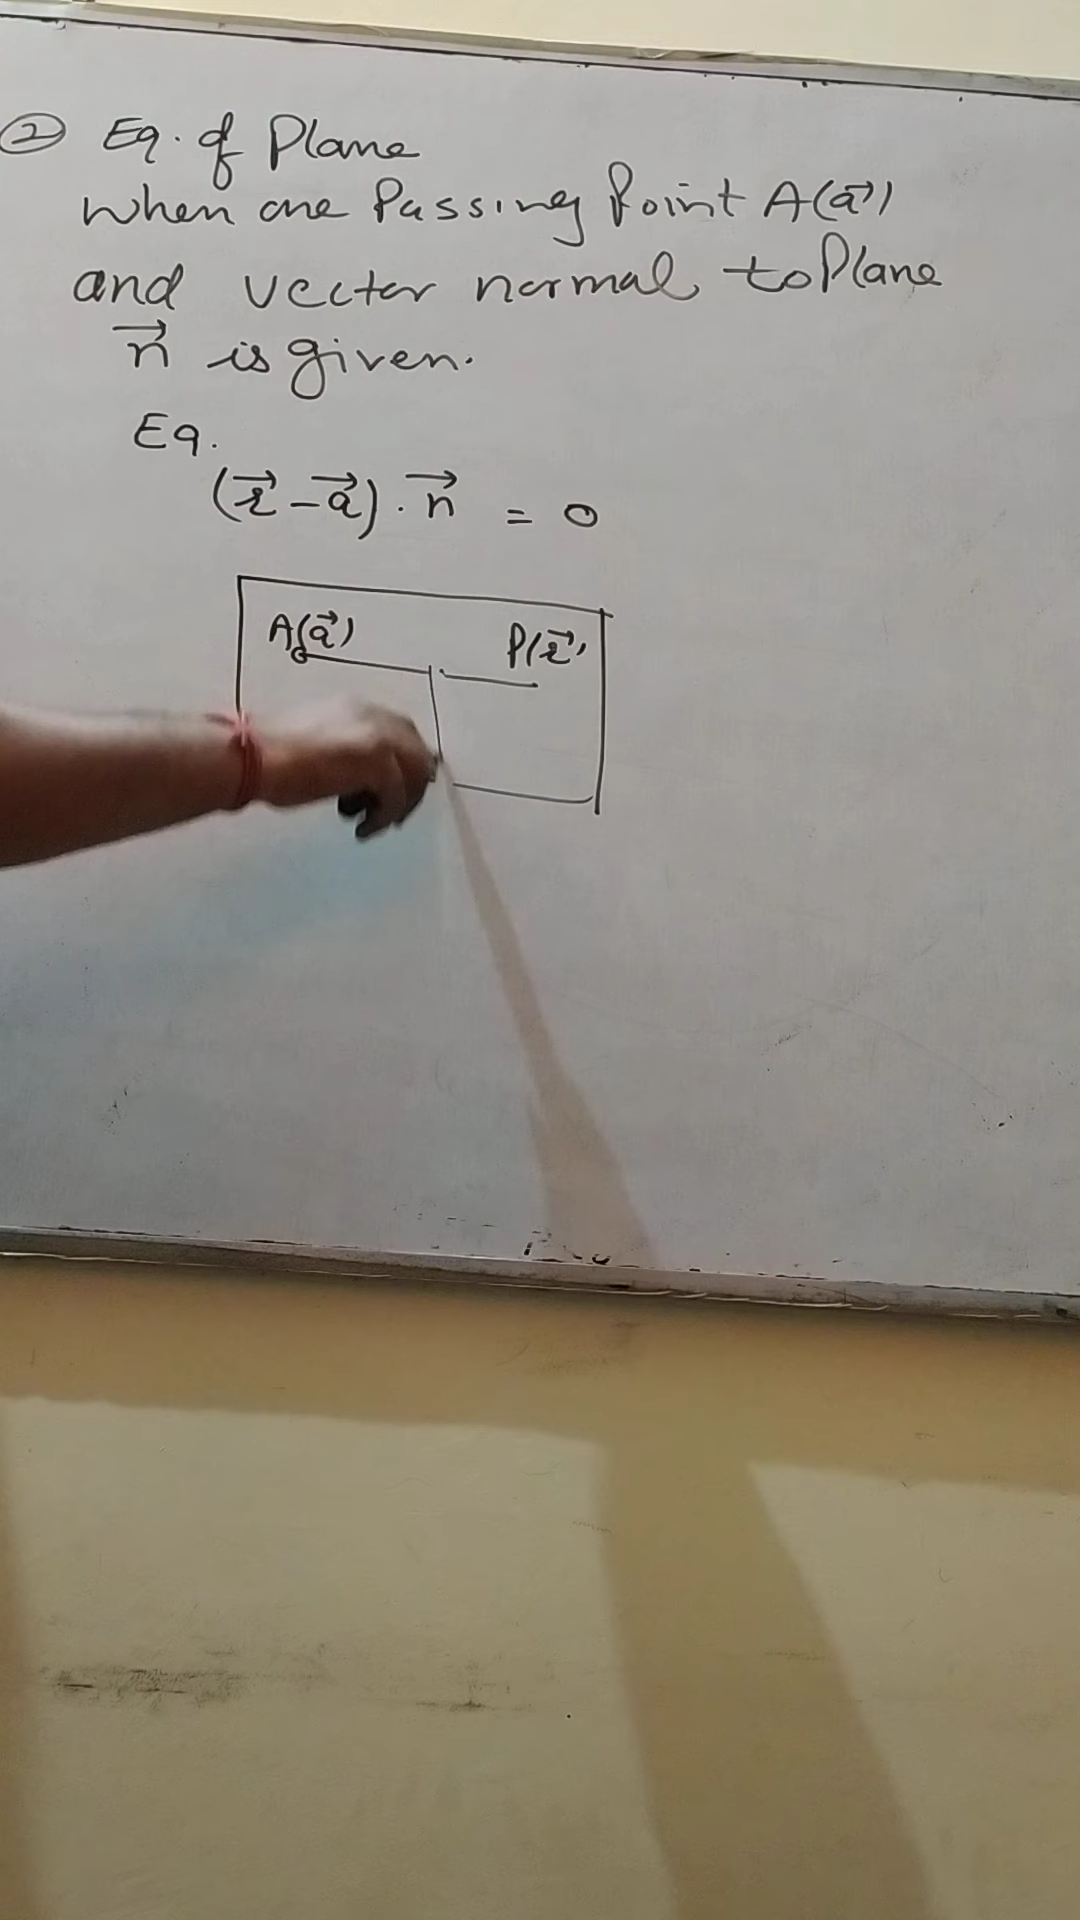 ② Eq. of Plane
when one Passing Point A(a⃗)
and vector normal to Plane
n⃗ is given.
Eq.
(r⃗ - a⃗) . n⃗ = 0
A(a⃗) P(r⃗)